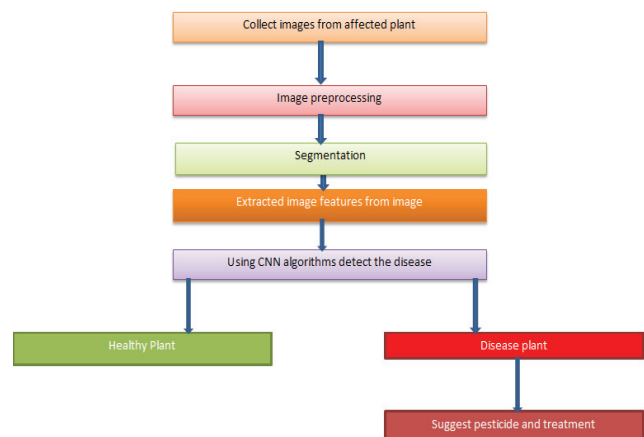 Collect images from affected plant
Image preprocessing
Segmentation
Extracted image features from image
Using CNN algorithms detect the disease
Healthy Plant
Disease plant
Suggest pesticide and treatment